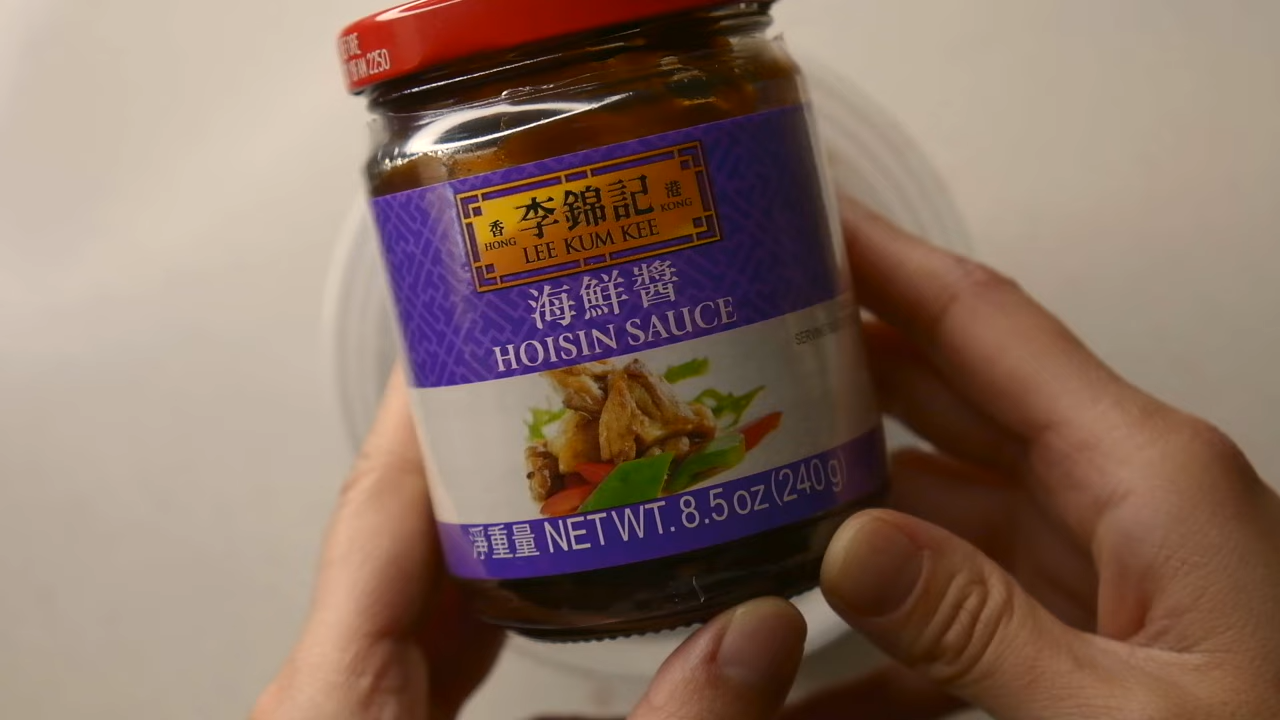 香 李錦記 港
HONG LEE KUM KEE KONG
海鮮醬
HOISIN SAUCE
淨重量 NET WT. 8.5 oz (240 g)